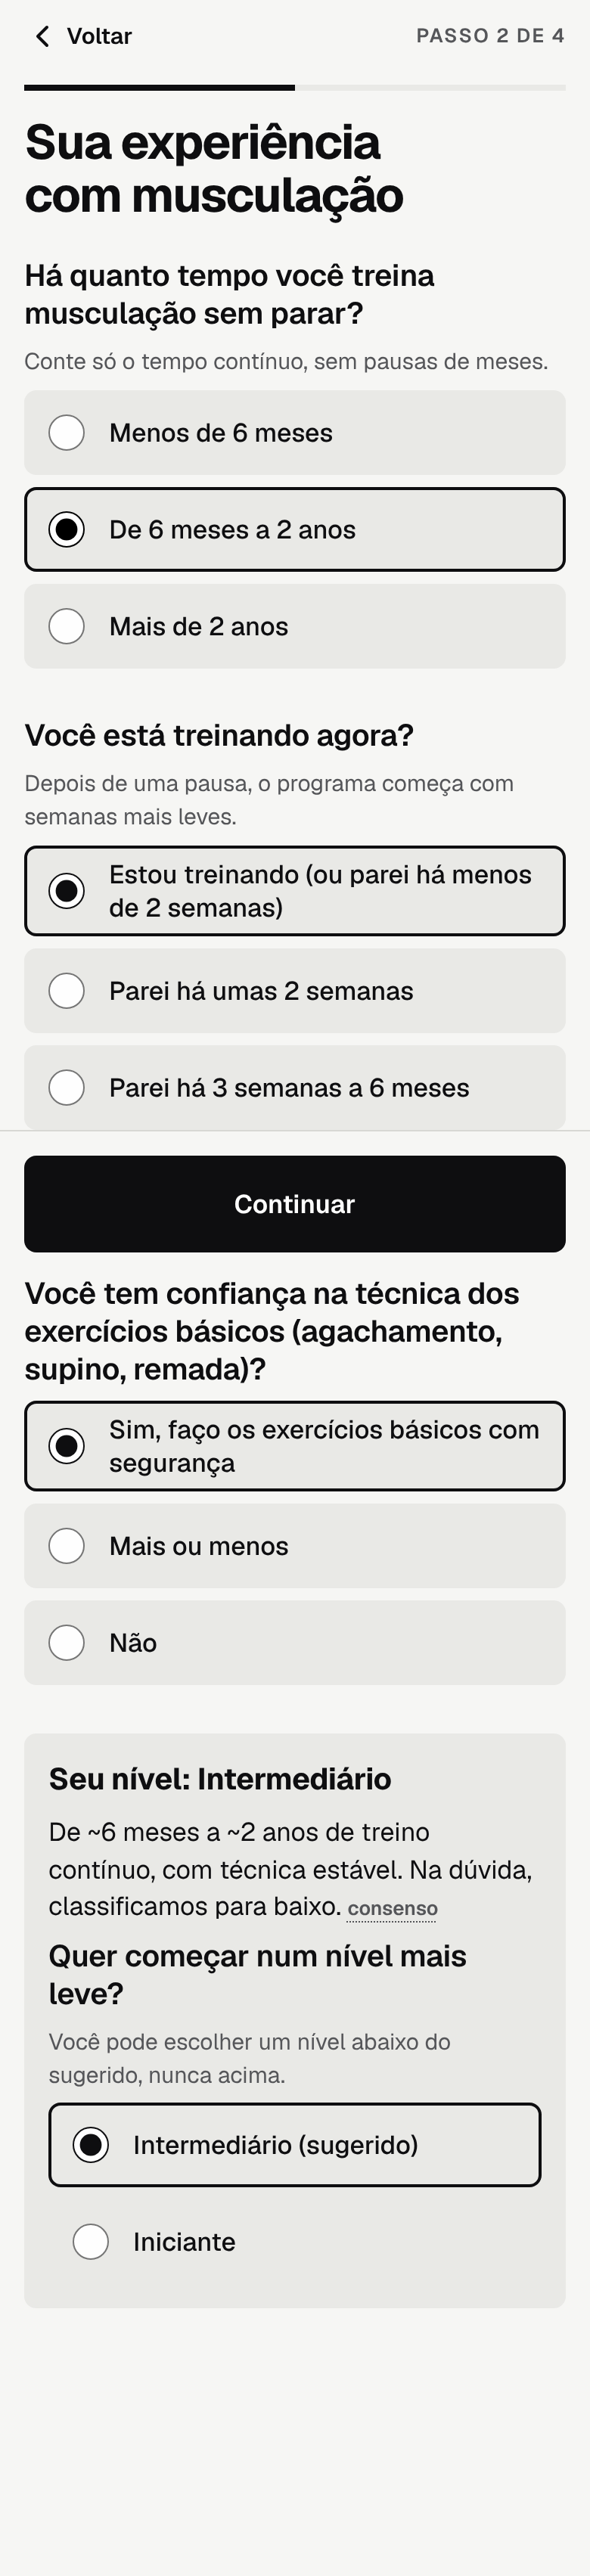 Voltar
PASSO 2 DE 4
Sua experiência
com musculação
Há quanto tempo você treina
musculação sem parar?
Conte só o tempo contínuo, sem pausas de meses.
Menos de 6 meses
De 6 meses a 2 anos
Mais de 2 anos
Você está treinando agora?
Depois de uma pausa, o programa começa com
semanas mais leves.
Estou treinando (ou parei há menos
de 2 semanas)
Parei há umas 2 semanas
Parei há 3 semanas a 6 meses
Continuar
Você tem confiança na técnica dos
exercícios básicos (agachamento,
supino, remada)?
Sim, faço os exercícios básicos com
segurança
Mais ou menos
Não
Seu nível: Intermediário
De ~6 meses a ~2 anos de treino
contínuo, com técnica estável. Na dúvida,
classificamos para baixo. consenso
Quer começar num nível mais
leve?
Você pode escolher um nível abaixo do
sugerido, nunca acima.
Intermediário (sugerido)
Iniciante